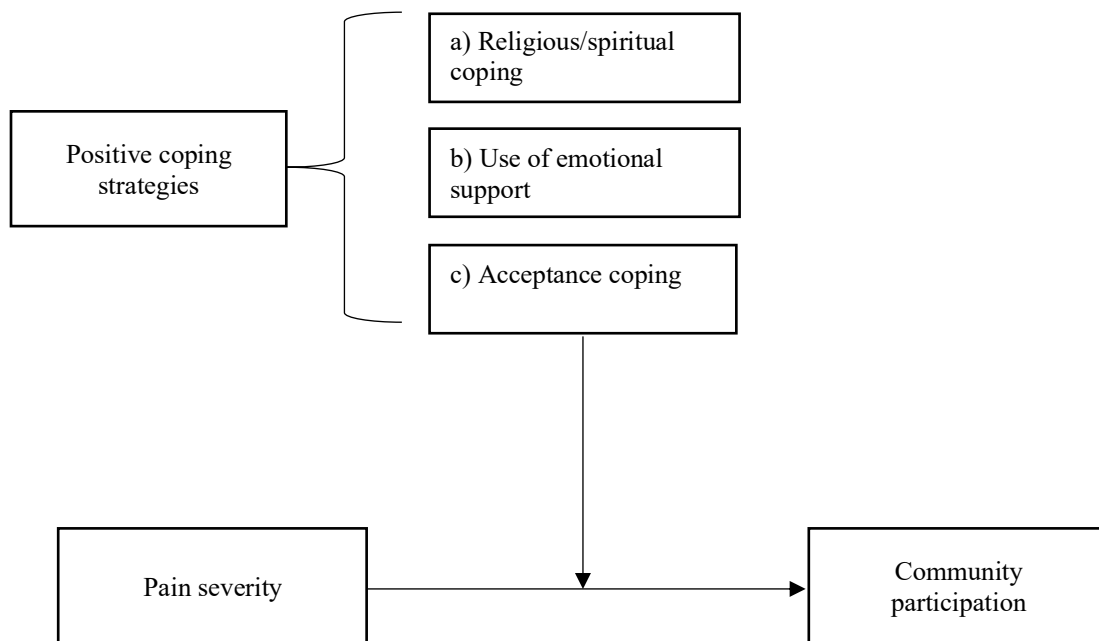 a) Religious/spiritual
coping
Positive coping
strategies
b) Use of emotional
support
c) Acceptance coping
Pain severity
Community
participation